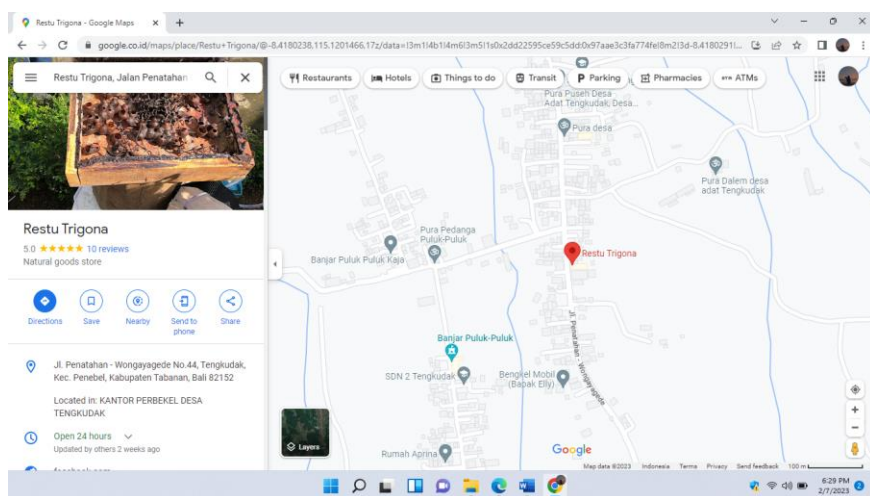 Restu Trigona - Google Maps
google.co.id/maps/place/Restu+Trigona/@-8.4180238,115.1201466,17z/data=!3m1!4b1!4m6!3m5!1s0x2dd22595ce59c5dd:0x97aae3c3fa774fe!8m2!3d-8.4180291!...
Restu Trigona, Jalan Penatahan
Restaurants
Hotels
Things to do
Transit
Parking
Pharmacies
ATMs
Restu Trigona
5.0 ★★★★★ 10 reviews
Natural goods store
Directions
Save
Nearby
Send to
phone
Share
Jl. Penatahan - Wongayagede No.44, Tengkudak,
Kec. Penebel, Kabupaten Tabanan, Bali 82152
Located in: KANTOR PERBEKEL DESA
TENGKUDAK
Open 24 hours
Updated by others 2 weeks ago
Pura Puseh Desa
Adat Tengkudak, Desa...
Pura desa
Pura Dalem desa
adat Tengkudak
Pura Pedanga
Puluk-Puluk
Banjar Puluk Puluk Kaja
Restu Trigona
Banjar Puluk-Puluk
SDN 2 Tengkudak
Bengkel Mobil
(Bapak Elly)
Jl. Penatahan - Wongayagede
Rumah Aprina
Layers
Google
Map data ©2023
Indonesia
Terms
Privacy
Send feedback
100 m
6:29 PM
2/7/2023